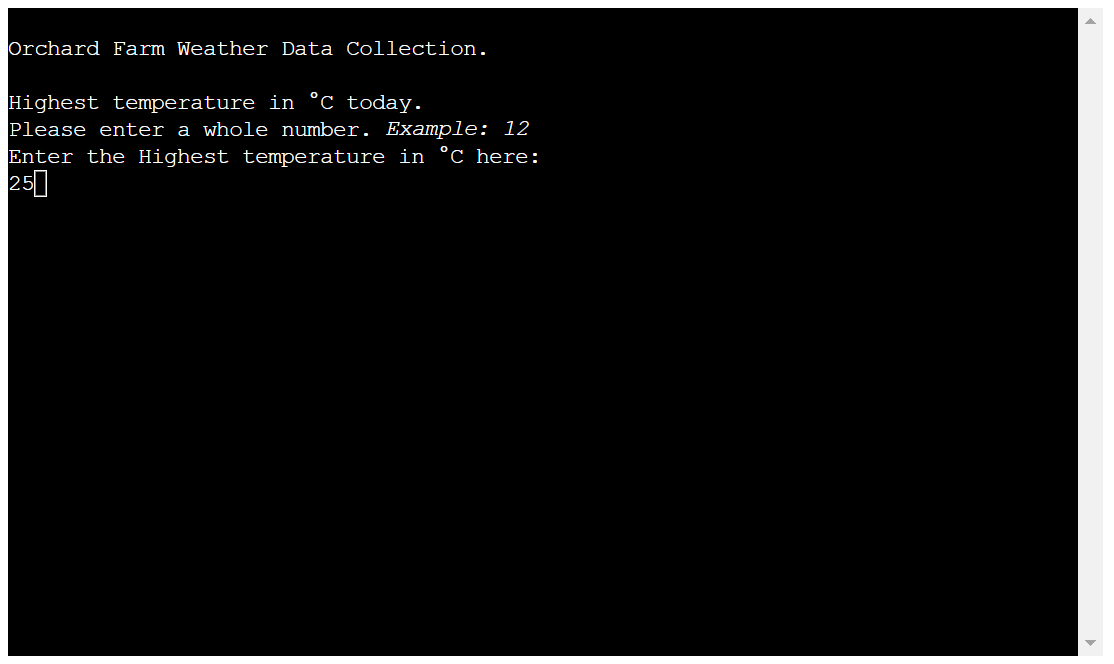 Orchard Farm Weather Data Collection.
Highest temperature in °C today.
Please enter a whole number. Example: 12
Enter the Highest temperature in °C here:
25